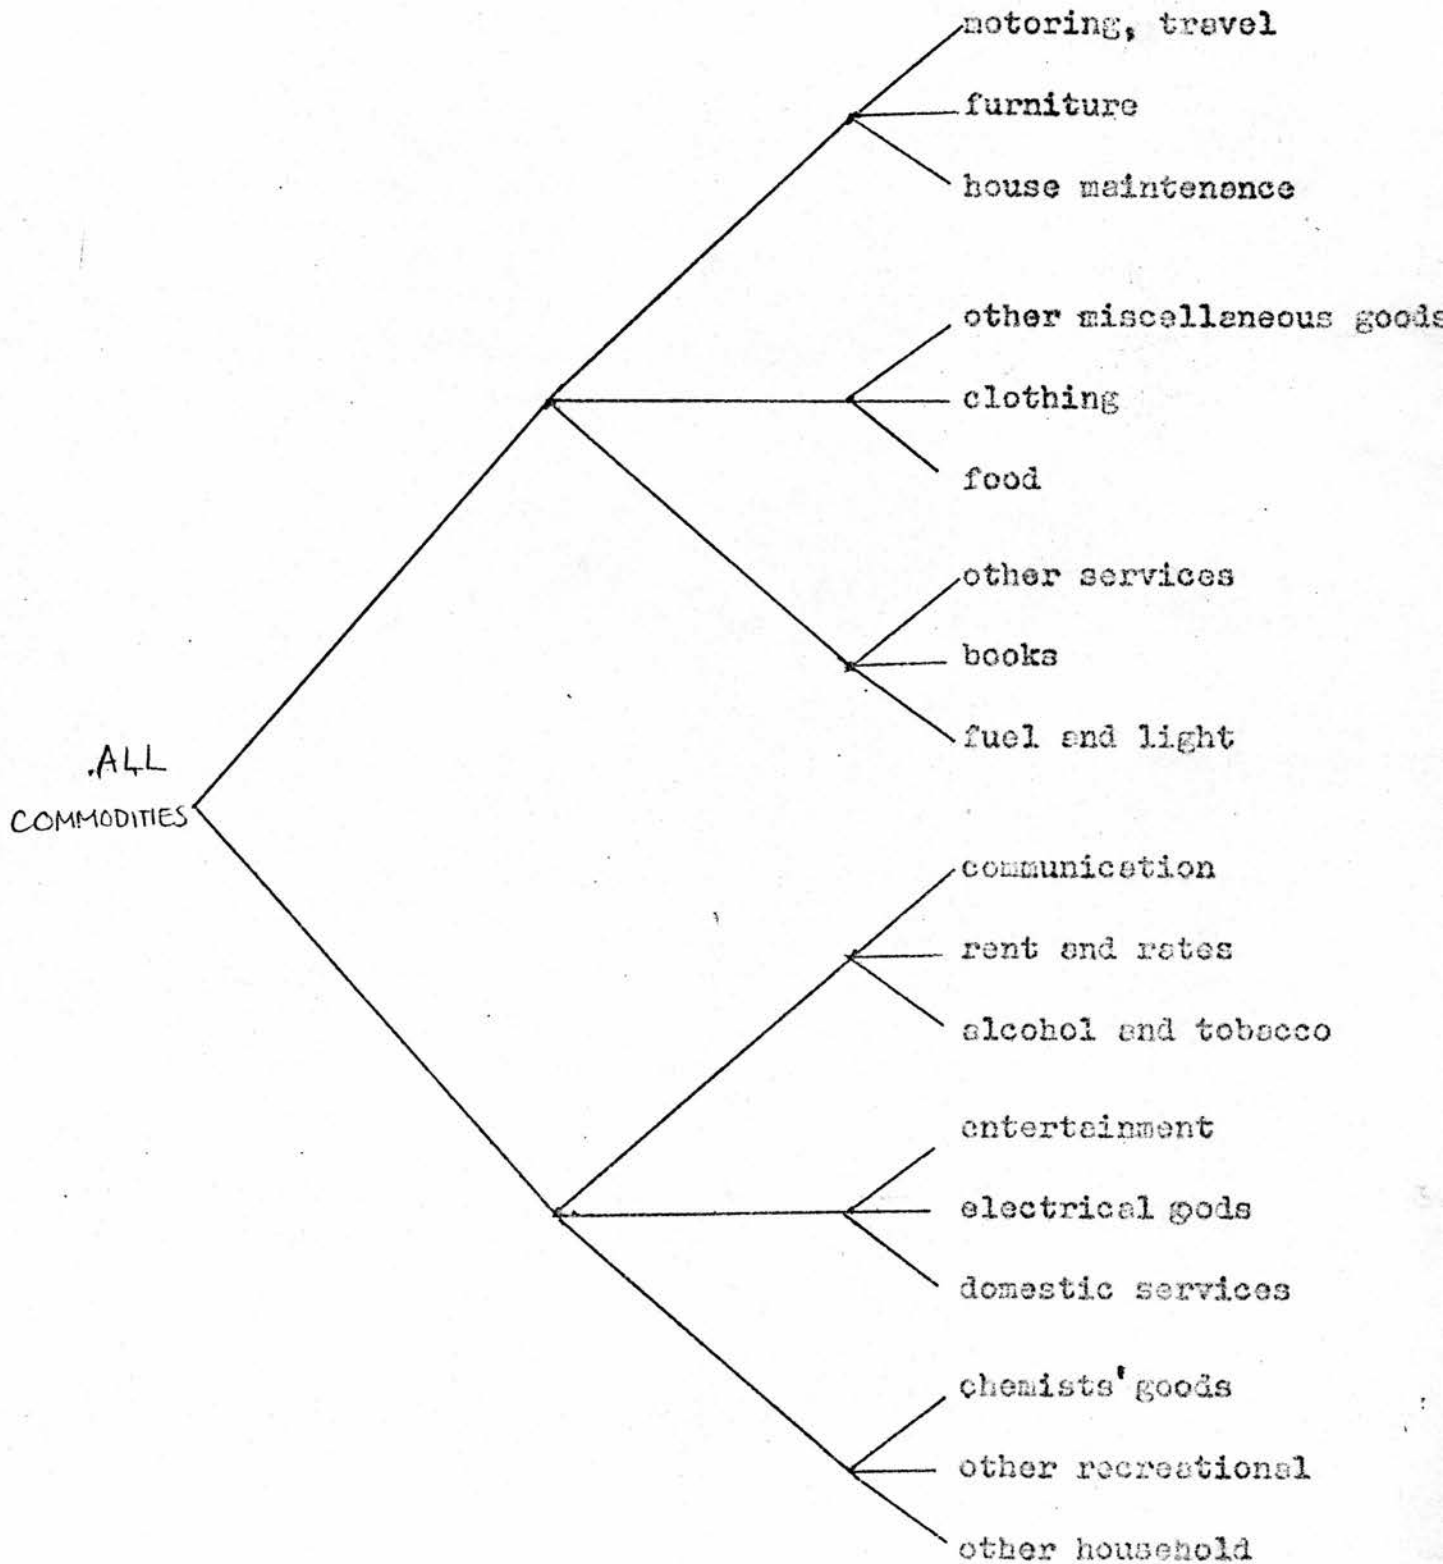 motoring, travel
furniture
house maintenance
other miscellaneous goods
clothing
food
other services
books
fuel and light
.ALL
COMMODITIES
communication
rent and rates
alcohol and tobacco
entertainment
electrical gods
domestic services
chemists' goods
other recreational
other household